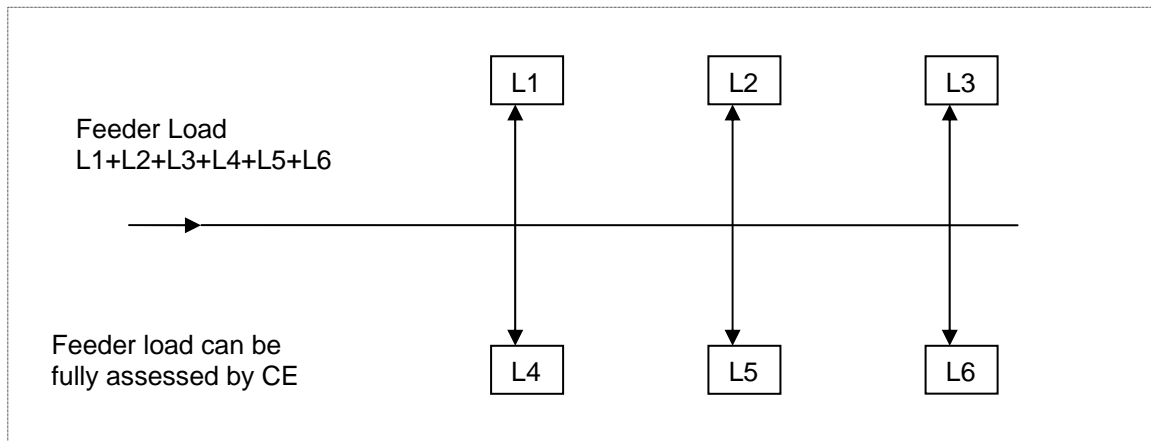 L1
L2
L3
Feeder Load
L1+L2+L3+L4+L5+L6
Feeder load can be
fully assessed by CE
L4
L5
L6